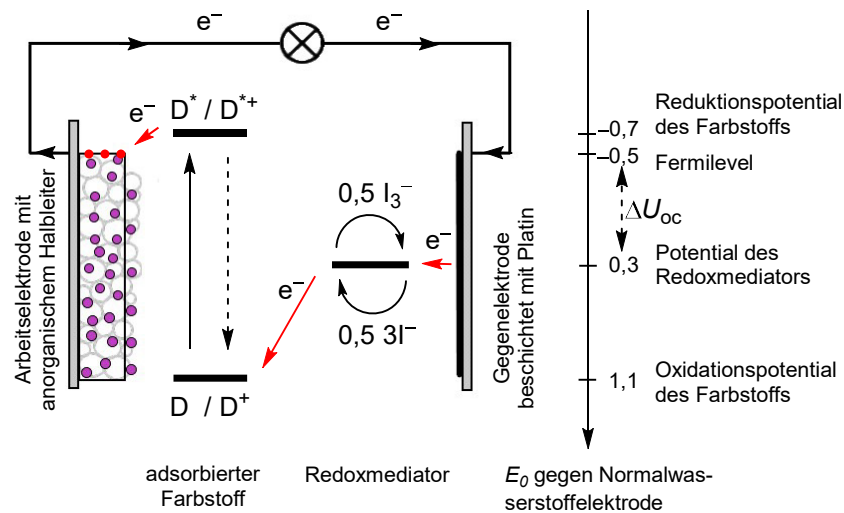 e⁻
e⁻
D* / D*⁺
e⁻
Arbeitselektrode mit
anorganischem Halbleiter
0,5 I₃⁻
e⁻
0,5 3I⁻
e⁻
D / D⁺
Gegenelektrode
beschichtet mit Platin
–0,7
Reduktionspotential
des Farbstoffs
–0,5
Fermilevel
ΔUoc
0,3
Potential des
Redoxmediators
1,1
Oxidationspotential
des Farbstoffs
adsorbierter
Farbstoff
Redoxmediator
E₀ gegen Normalwas-
serstoffelektrode